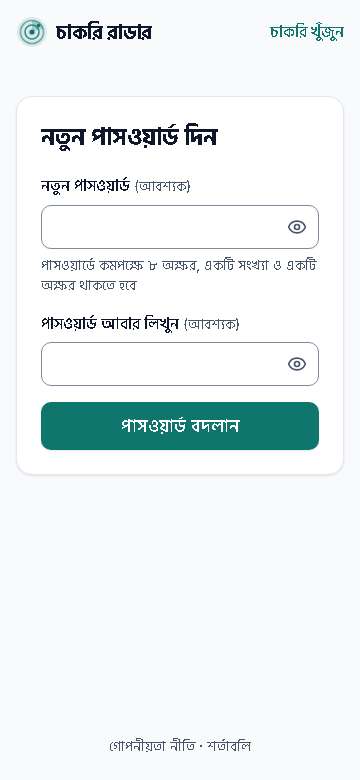 চাকরি রাডার
চাকরি খুঁজুন
নতুন পাসওয়ার্ড দিন
নতুন পাসওয়ার্ড (আবশ্যক)
পাসওয়ার্ডে কমপক্ষে ৮ অক্ষর, একটি সংখ্যা ও একটি
অক্ষর থাকতে হবে
পাসওয়ার্ড আবার লিখুন (আবশ্যক)
পাসওয়ার্ড বদলান
গোপনীয়তা নীতি · শর্তাবলি